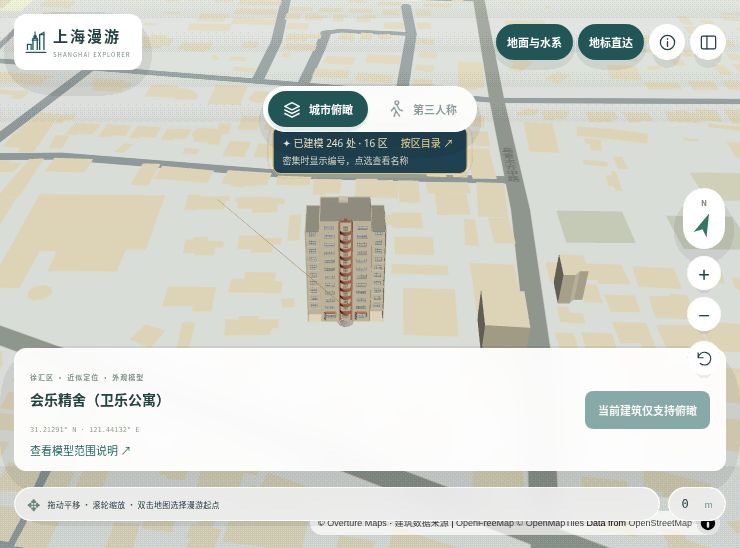 上海漫游
SHANGHAI EXPLORER
地面与水系
地标直达
城市俯瞰
第三人称
✦ 已建模 246 处 · 16 区 按区目录 ↗
密集时显示编号，点选查看名称
N
+
−
徐汇区 · 近似定位 · 外观模型
会乐精舍（卫乐公寓）
31.21291° N · 121.44132° E
查看模型范围说明 ↗
当前建筑仅支持俯瞰
拖动平移 · 滚轮缩放 · 双击地图选择漫游起点
0 m
© Overture Maps · 建筑数据来源 | OpenFreeMap © OpenMapTiles Data from OpenStreetMap